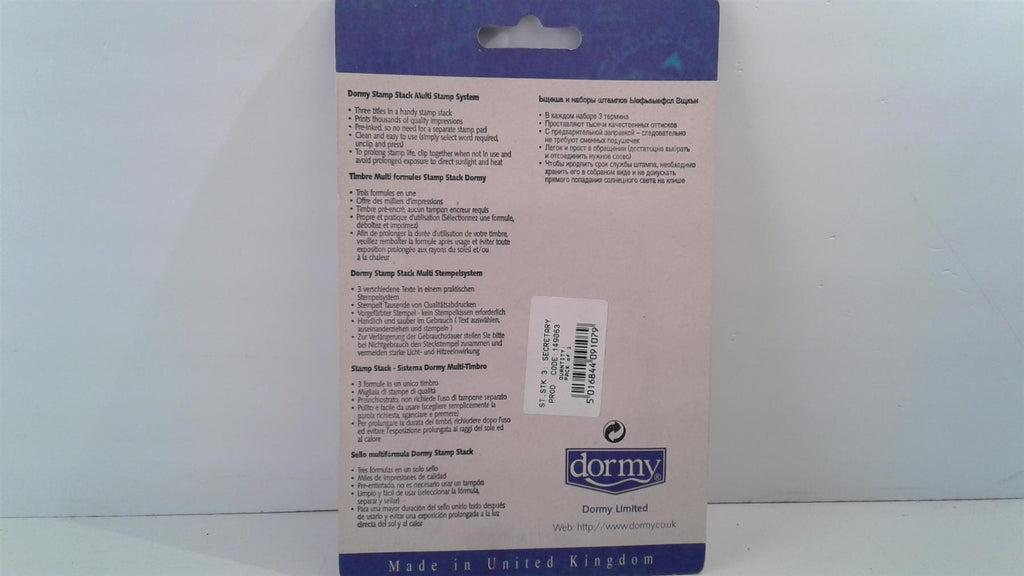 Dormy Stamp Stack Multi Stamp System
• Three titles in a handy stamp stack
• Prints thousands of quality impressions
• Pre-inked, so no need for a separate stamp pad
• Clean and easy to use (simply select word required,
unclip and press)
• To prolong stamp life, clip together when not in use and
avoid prolonged exposure to direct sunlight and heat
Timbre Multi formules Stamp Stack Dormy
• Trois formules en une
• Offre des milliers d'impressions
• Timbre pré-encré, aucun tampon encreur requis
• Propre et pratique d'utilisation (Sélectionnez une formule,
déboîtez et imprimez)
• Afin de prolonger la durée d'utilisation de votre timbre,
veuillez remboîter la formule après usage et éviter toute
exposition prolongée aux rayons du soleil et/ou
à la chaleur
Dormy Stamp Stack Multi Stempelsystem
• 3 verschiedene Texte in einem praktischen
Stempelsystem
• Stempelt Tausende von Qualitätsabdrucken
• Vorgefärbter Stempel - kein Stempelkissen erforderlich
• Handlich und sauber im Gebrauch ( Text auswählen,
auseinanderziehen und stempeln )
• Zur Verlängerung der Gebrauchsdauer stellen Sie bitte
bei Nichtgebrauch den Steckstempel zusammen und
vermeiden starke Licht- und Hitzeeinwirkung
Stamp Stack - Sistema Dormy Multi-Timbro
• 3 formule in un unico timbro
• Migliaia di stampe di qualità
• Preinchiostrato, non richiede l'uso di tampone separato
• Pulito e facile da usare (scegliere semplicemente la
parola richiesta, sganciare e premere)
• Per prolungare la durata dei timbri, richiudere dopo l'uso
ed evitare l'esposizione prolungata ai raggi del sole ed
al calore
Sello multifórmula Dormy Stamp Stack
• Tres fórmulas en un solo sello
• Miles de impresiones de calidad
• Pre-entintado, no es necesario usar un tampón
• Limpio y fácil de usar (seleccionar la fórmula,
separar y sellar)
• Para una mayor duración del sello unirlo todo después
de usarlo y evitar una exposición prolongada a la luz
directa del sol y al calor
Ыщкшва и наборы штампов Ыефьзыефсл Вщкьн
• В каждом наборе 3 термина
• Проставляют тысячи качественных оттисков
• С предварительной заправкой – следовательно
не требуют сменных подушечек
• Легок и прост в обращении (достаточно выбрать
и отсоединить нужное слово)
• Чтобы продлить срок службы штампа, необходимо
хранить его в собраном виде и не допускать
прямого попадания солнечного света на клише
ST STK 3. SECRETARY
PROD CODE:149063
QUANTITY
PACK of 1
5 016844 091079
dormy®
Dormy Limited
Web: http://www.dormy.co.uk
Made in United Kingdom